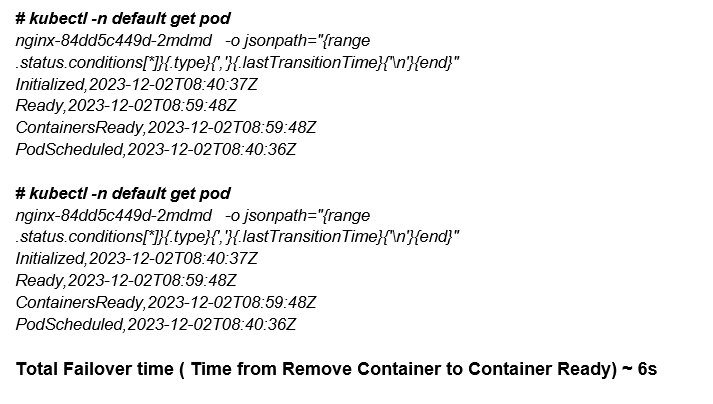 # kubectl -n default get pod
nginx-84dd5c449d-2mdmd -o jsonpath="{range
.status.conditions[*]}{.type}{','}{.lastTransitionTime}{'\n'}{end}"
Initialized,2023-12-02T08:40:37Z
Ready,2023-12-02T08:59:48Z
ContainersReady,2023-12-02T08:59:48Z
PodScheduled,2023-12-02T08:40:36Z
# kubectl -n default get pod
nginx-84dd5c449d-2mdmd -o jsonpath="{range
.status.conditions[*]}{.type}{','}{.lastTransitionTime}{'\n'}{end}"
Initialized,2023-12-02T08:40:37Z
Ready,2023-12-02T08:59:48Z
ContainersReady,2023-12-02T08:59:48Z
PodScheduled,2023-12-02T08:40:36Z
Total Failover time ( Time from Remove Container to Container Ready) ~ 6s